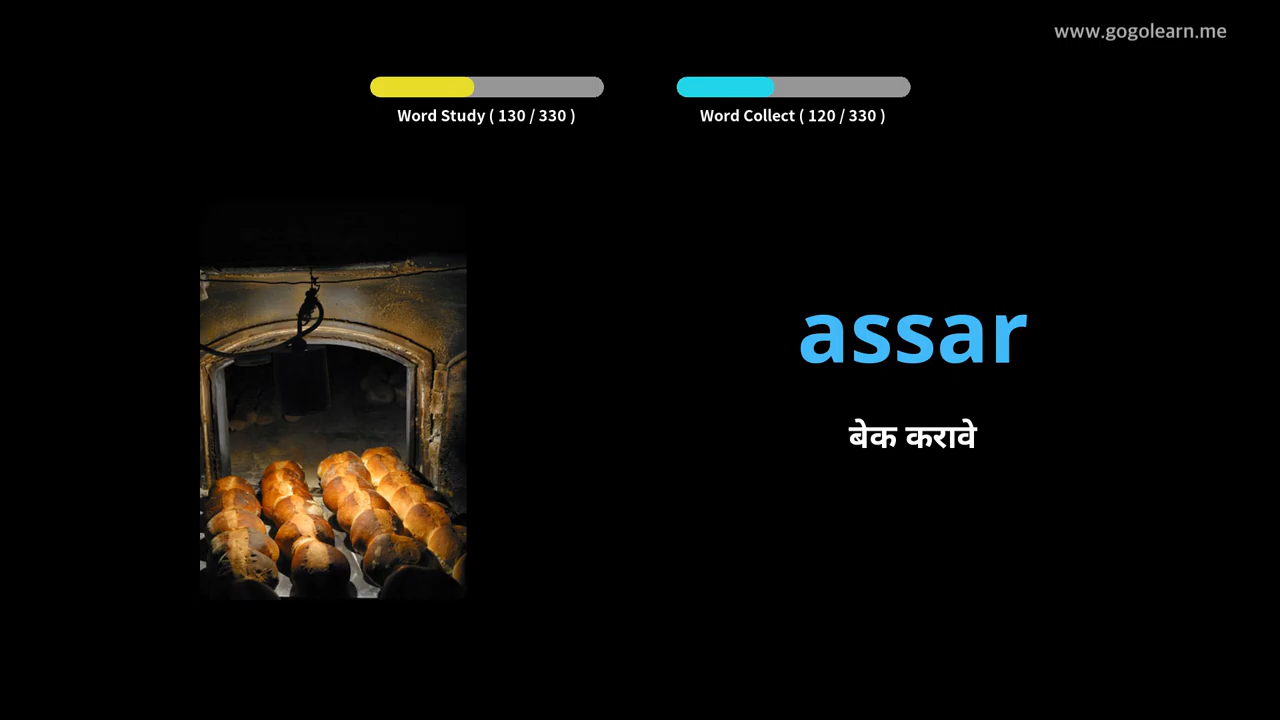 www.gogolearn.me
Word Study ( 130 / 330 )
Word Collect ( 120 / 330 )
assar
बेक करावे